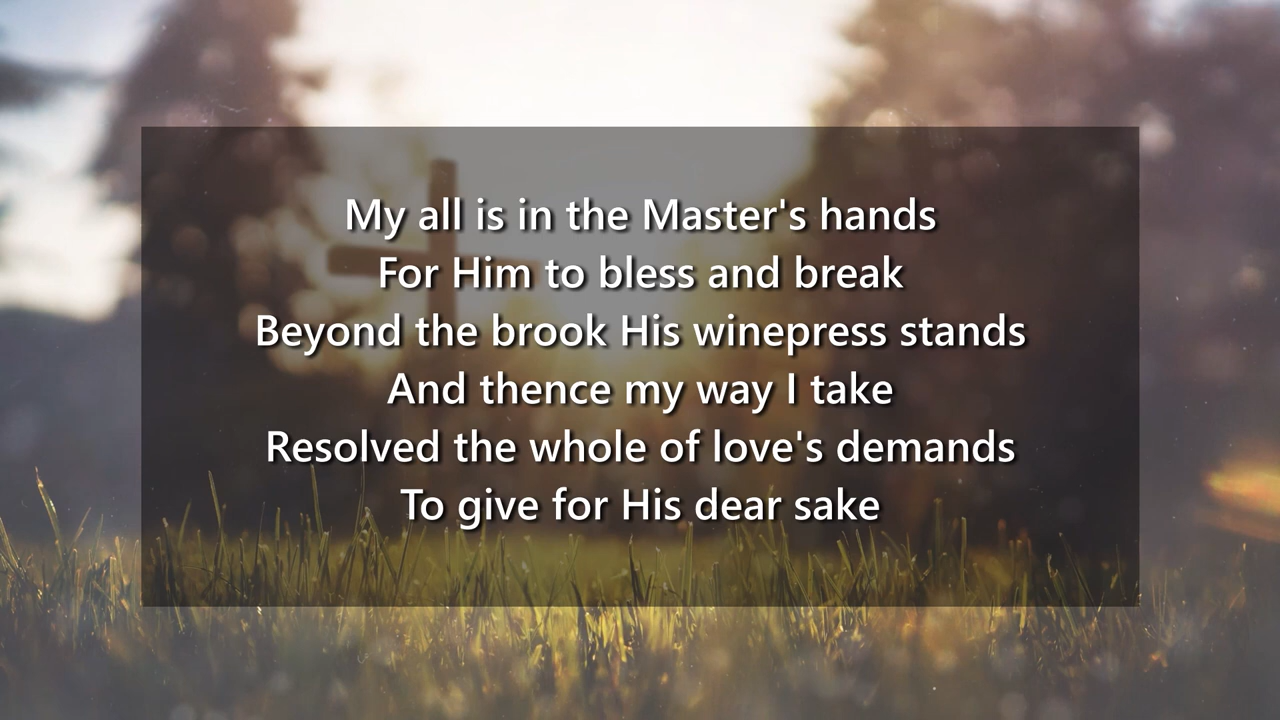 My all is in the Master's hands
For Him to bless and break
Beyond the brook His winepress stands
And thence my way I take
Resolved the whole of love's demands
To give for His dear sake